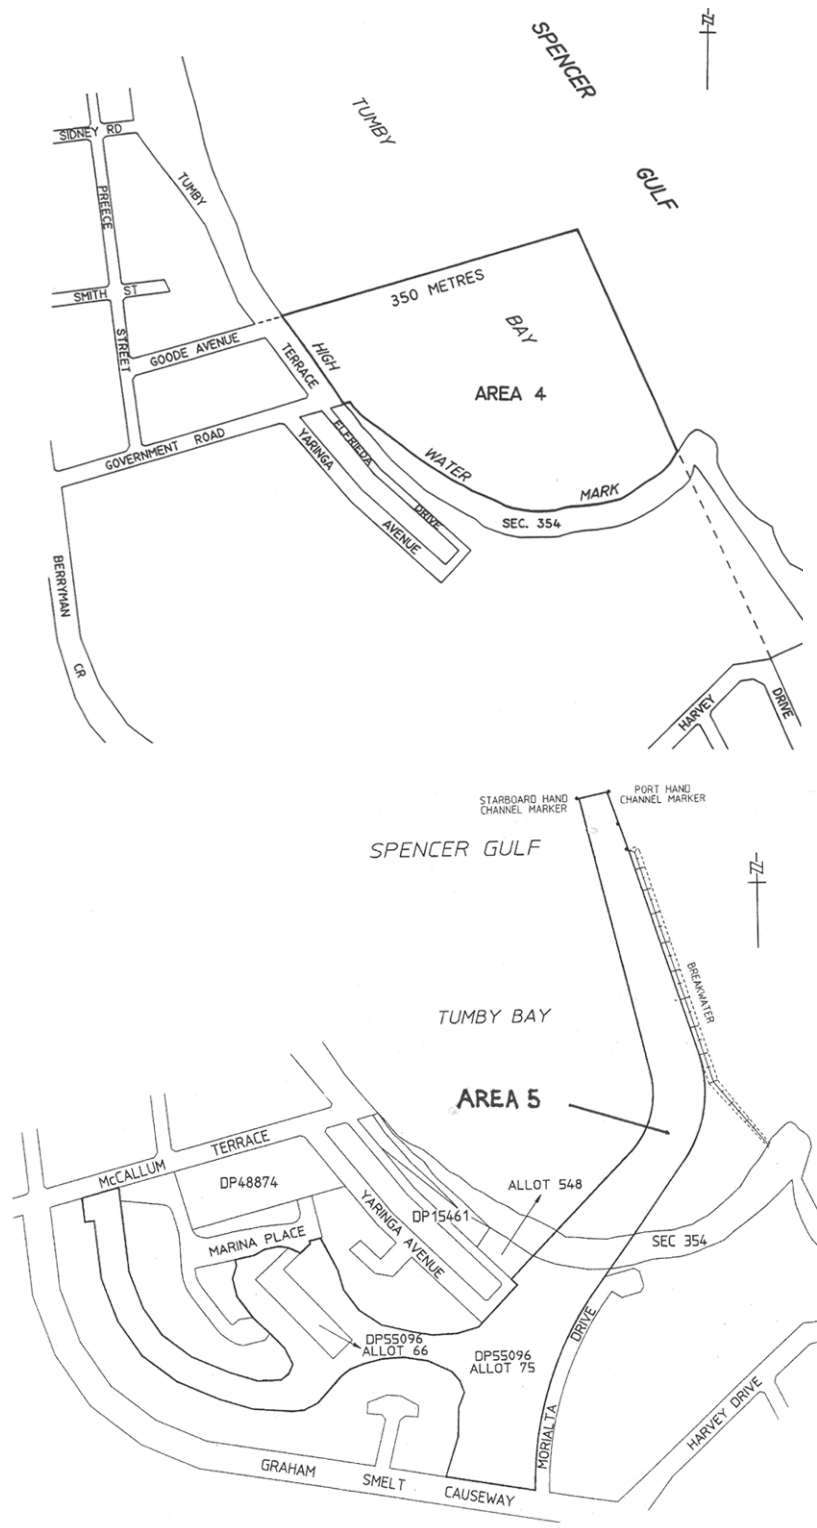 N
SPENCER
GULF
TUMBY
BAY
SIDNEY RD
PREECE
STREET
TUMBY
TERRACE
SMITH ST
GOODE AVENUE
350 METRES
HIGH
WATER
MARK
AREA 4
GOVERNMENT ROAD
ELFRIEDA
DRIVE
YARINGA
AVENUE
SEC. 354
BERRYMAN
CR
HARVEY
DRIVE
STARBOARD HAND
CHANNEL MARKER
PORT HAND
CHANNEL MARKER
SPENCER GULF
N
BREAKWATER
TUMBY BAY
AREA 5
McCALLUM
TERRACE
DP48874
ALLOT 548
DP15461
YARINGA AVENUE
MARINA PLACE
SEC 354
DP55096
ALLOT 66
DP55096
ALLOT 75
MORIALTA
DRIVE
HARVEY DRIVE
GRAHAM
SMELT
CAUSEWAY